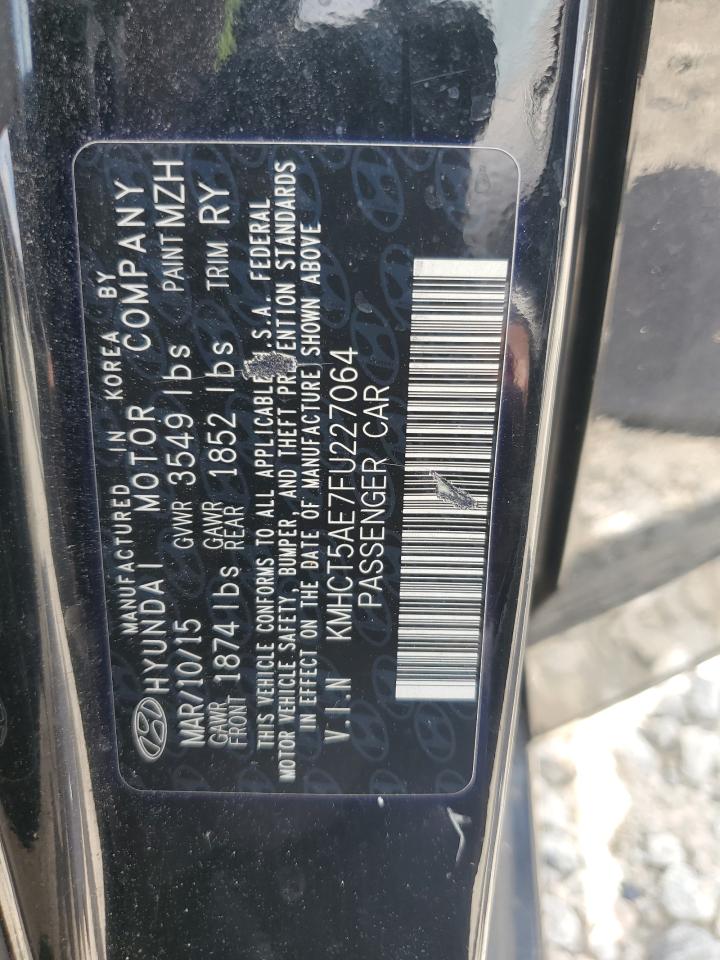 MANUFACTURED IN KOREA BY
HYUNDAI MOTOR COMPANY
MAR/10/15 GVWR 3549 lbs PAINT MZH
GAWR FRONT 1874 lbs GAWR REAR 1852 lbs TRIM RY
THIS VEHICLE CONFORMS TO ALL APPLICABLE .S.A. FEDERAL
MOTOR VEHICLE SAFETY, BUMPER AND THEFT PREVENTION STANDARDS
IN EFFECT ON THE DATE OF MANUFACTURE SHOWN ABOVE
V.I.N KMHCT5AE7FU227064
PASSENGER CAR